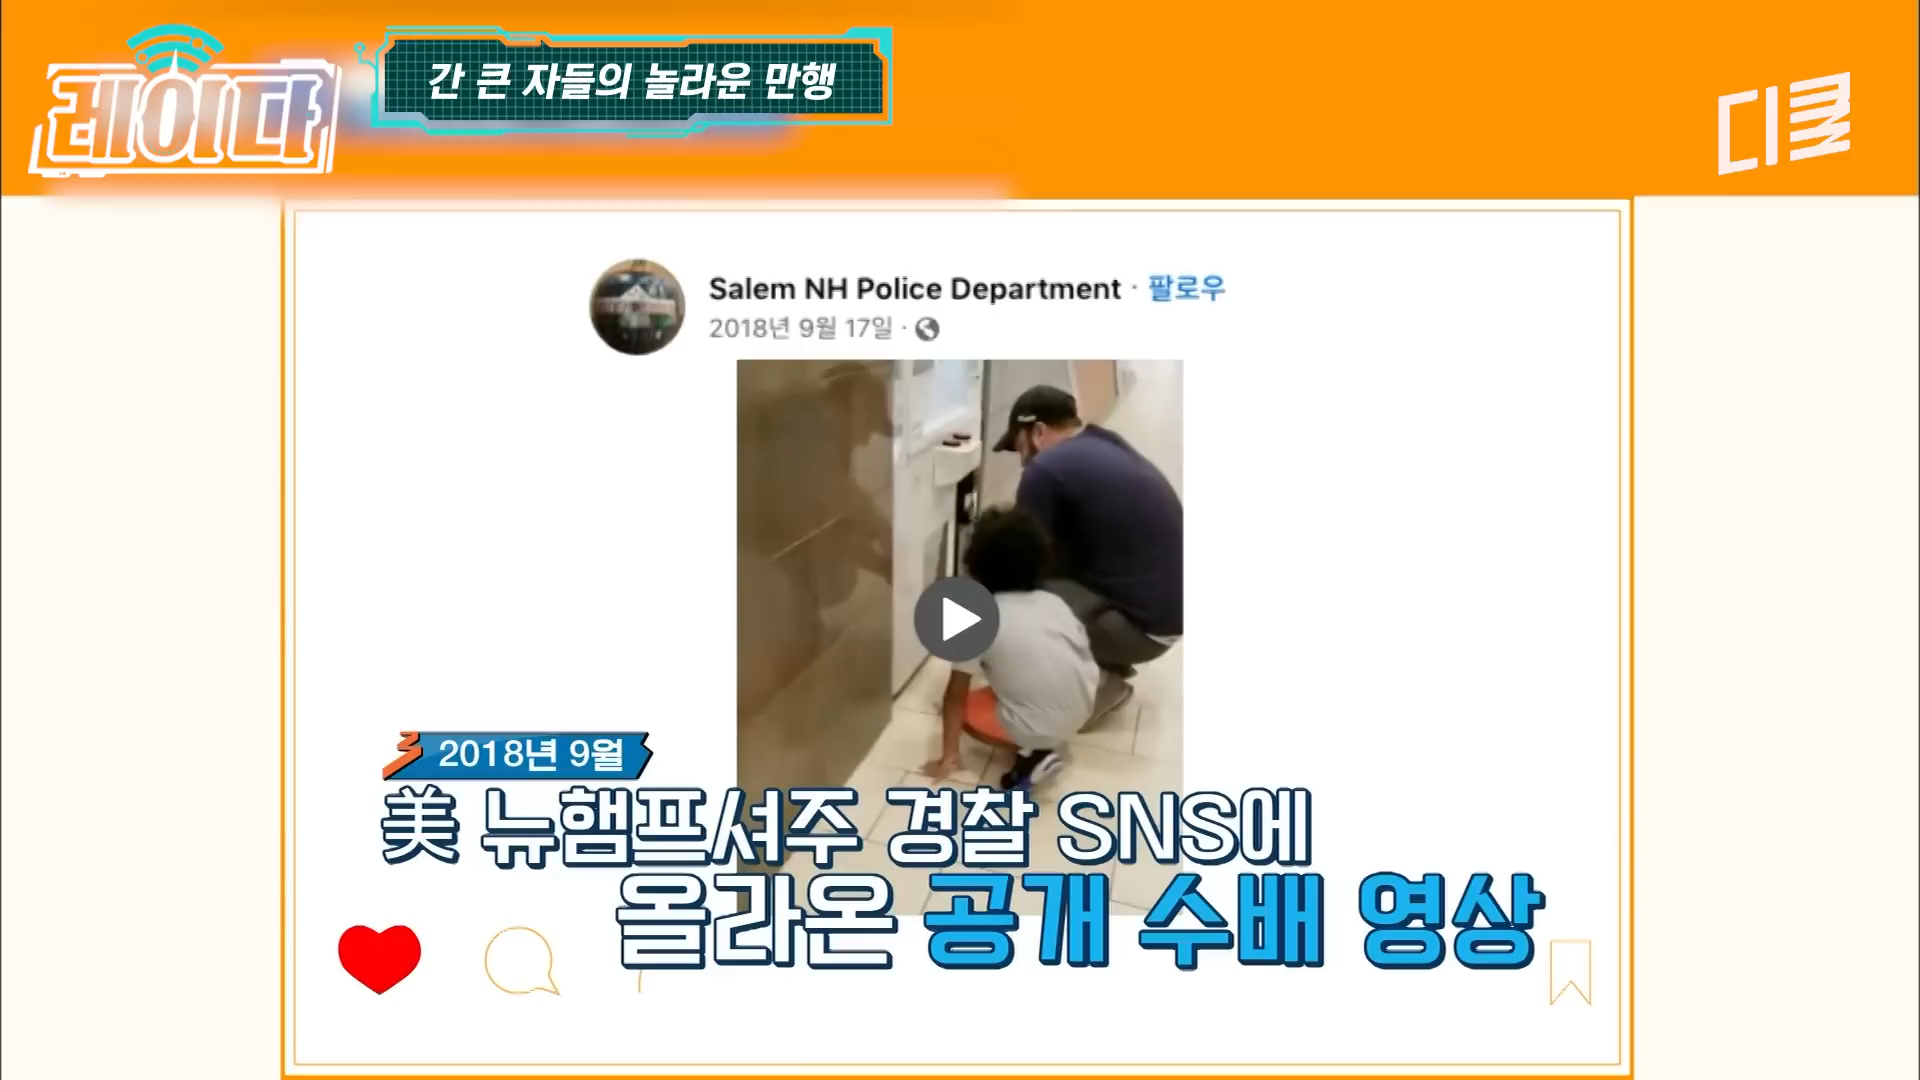 레이다
간 큰 자들의 놀라운 만행
디글
Salem NH Police Department · 팔로우
2018년 9월 17일 ·
2018년 9월
美 뉴햄프셔주 경찰 SNS에
올라온 공개 수배 영상